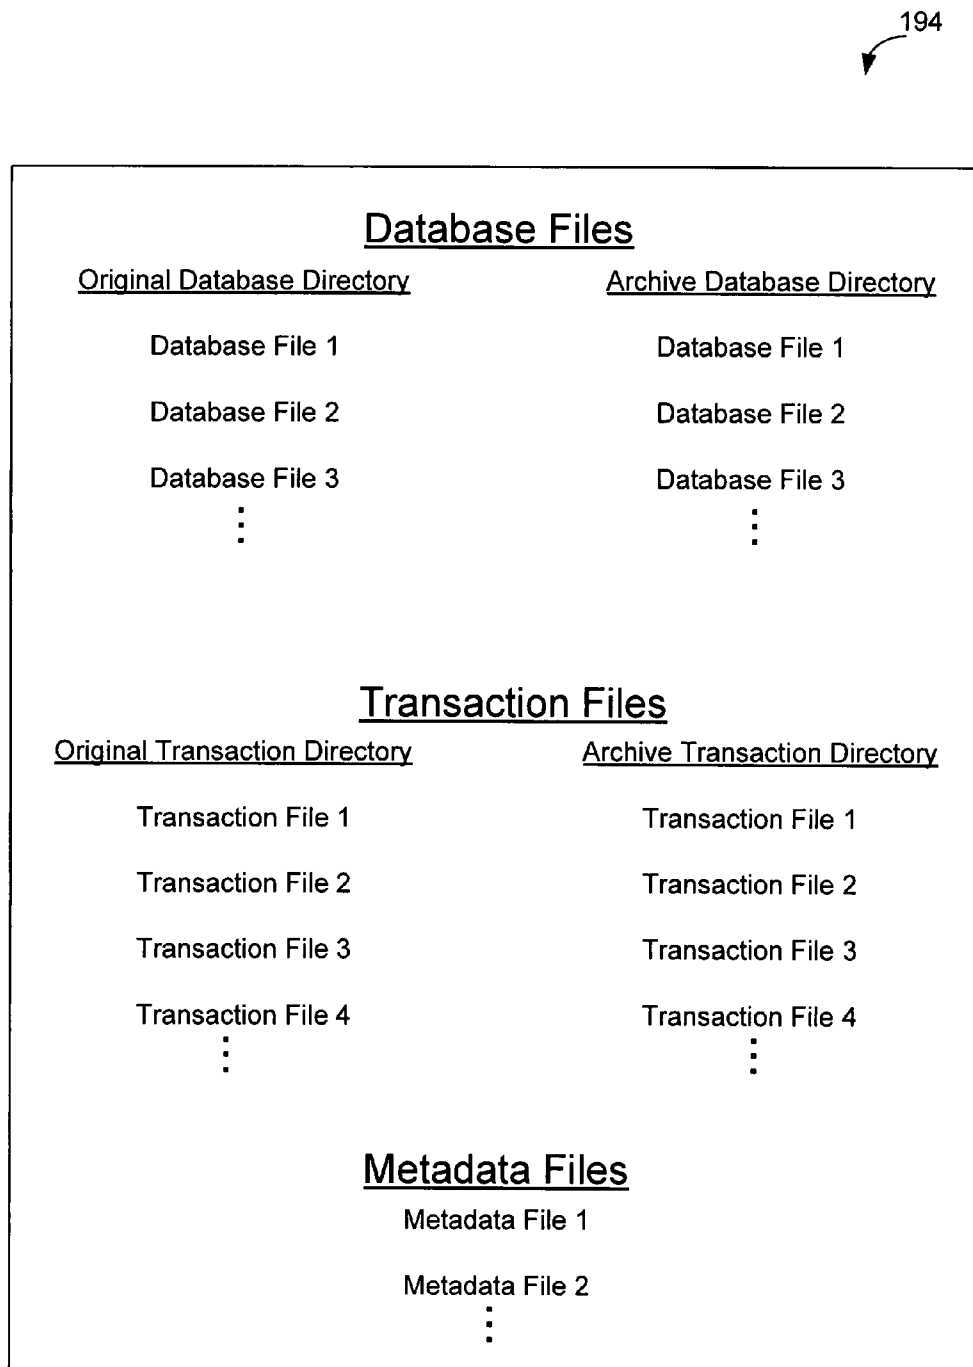 194
Database Files
Original Database Directory
Archive Database Directory
Database File 1
Database File 1
Database File 2
Database File 2
Database File 3
Database File 3
Transaction Files
Original Transaction Directory
Archive Transaction Directory
Transaction File 1
Transaction File 1
Transaction File 2
Transaction File 2
Transaction File 3
Transaction File 3
Transaction File 4
Transaction File 4
Metadata Files
Metadata File 1
Metadata File 2